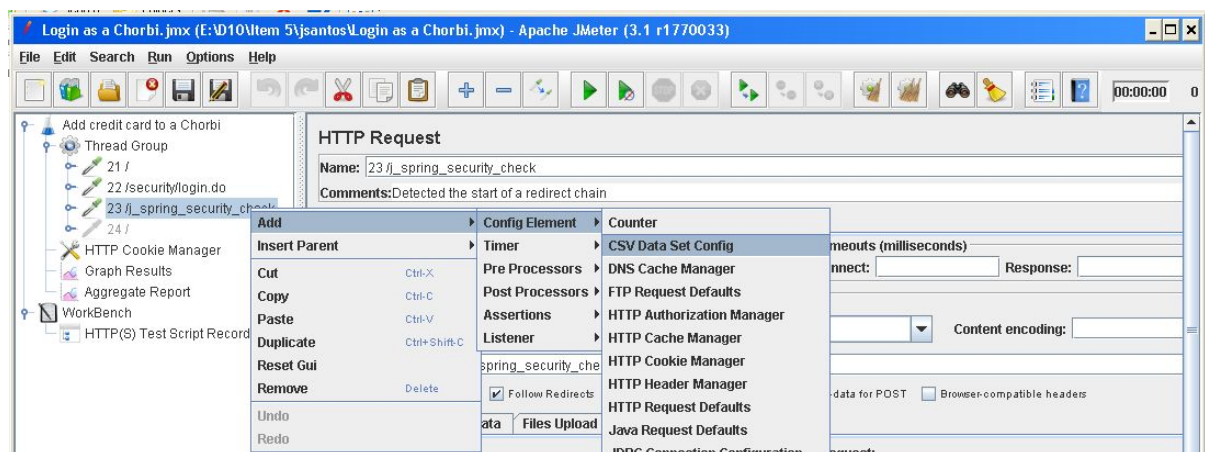 Login as a Chorbi.jmx (E:\D10\Item 5\jsantos\Login as a Chorbi.jmx) - Apache JMeter (3.1 r1770033)
File Edit Search Run Options Help
00:00:00 0
Add credit card to a Chorbi
Thread Group
21 /
22 /security/login.do
23 /j_spring_security_check
24 /
HTTP Cookie Manager
Graph Results
Aggregate Report
WorkBench
HTTP(S) Test Script Record
HTTP Request
Name: 23 /j_spring_security_check
Comments:Detected the start of a redirect chain
Add
Insert Parent
Cut Ctrl-X
Copy Ctrl-C
Paste Ctrl-V
Duplicate Ctrl+Shift-C
Reset Gui
Remove Delete
Undo
Redo
Config Element
Timer
Pre Processors
Post Processors
Assertions
Listener
Counter
CSV Data Set Config
DNS Cache Manager
FTP Request Defaults
HTTP Authorization Manager
HTTP Cache Manager
HTTP Cookie Manager
HTTP Header Manager
HTTP Request Defaults
Java Request Defaults
JDBC Connection Configuration
meouts (milliseconds)
nnect: Response:
Content encoding:
spring_security_che
Follow Redirects
-data for POST Browser-compatible headers
ata Files Upload
equest: